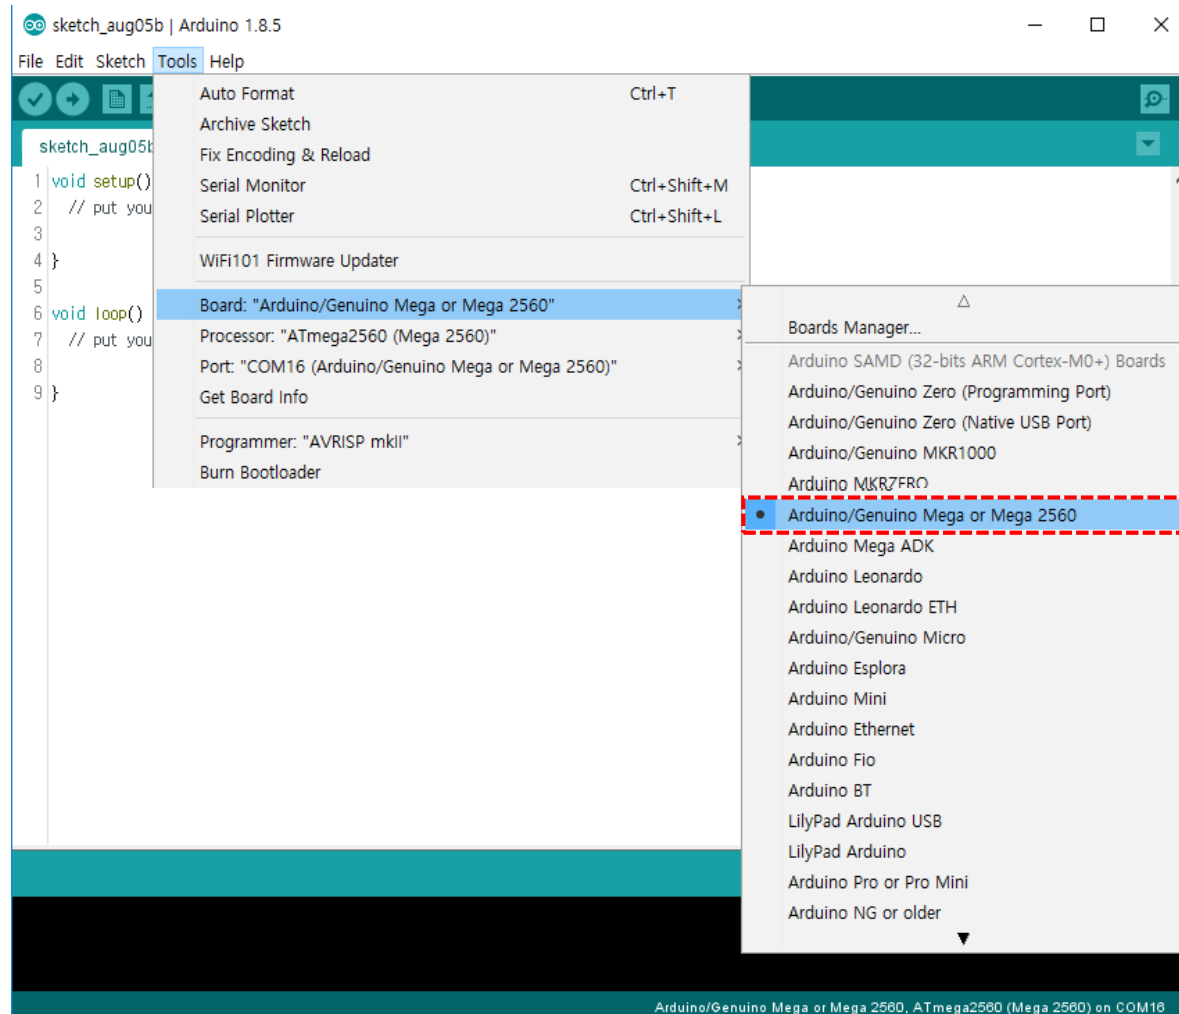 sketch_aug05b | Arduino 1.8.5
File Edit Sketch Tools Help
sketch_aug05b
1 void setup()
2 // put you
3
4 }
5
6 void loop()
7 // put you
8
9 }
Auto Format Ctrl+T
Archive Sketch
Fix Encoding & Reload
Serial Monitor Ctrl+Shift+M
Serial Plotter Ctrl+Shift+L
WiFi101 Firmware Updater
Board: "Arduino/Genuino Mega or Mega 2560"
Processor: "ATmega2560 (Mega 2560)"
Port: "COM16 (Arduino/Genuino Mega or Mega 2560)"
Get Board Info
Programmer: "AVRISP mkII"
Burn Bootloader
Boards Manager...
Arduino SAMD (32-bits ARM Cortex-M0+) Boards
Arduino/Genuino Zero (Programming Port)
Arduino/Genuino Zero (Native USB Port)
Arduino/Genuino MKR1000
Arduino MKRZERO
Arduino/Genuino Mega or Mega 2560
Arduino Mega ADK
Arduino Leonardo
Arduino Leonardo ETH
Arduino/Genuino Micro
Arduino Esplora
Arduino Mini
Arduino Ethernet
Arduino Fio
Arduino BT
LilyPad Arduino USB
LilyPad Arduino
Arduino Pro or Pro Mini
Arduino NG or older
Arduino/Genuino Mega or Mega 2560, ATmega2560 (Mega 2560) on COM16